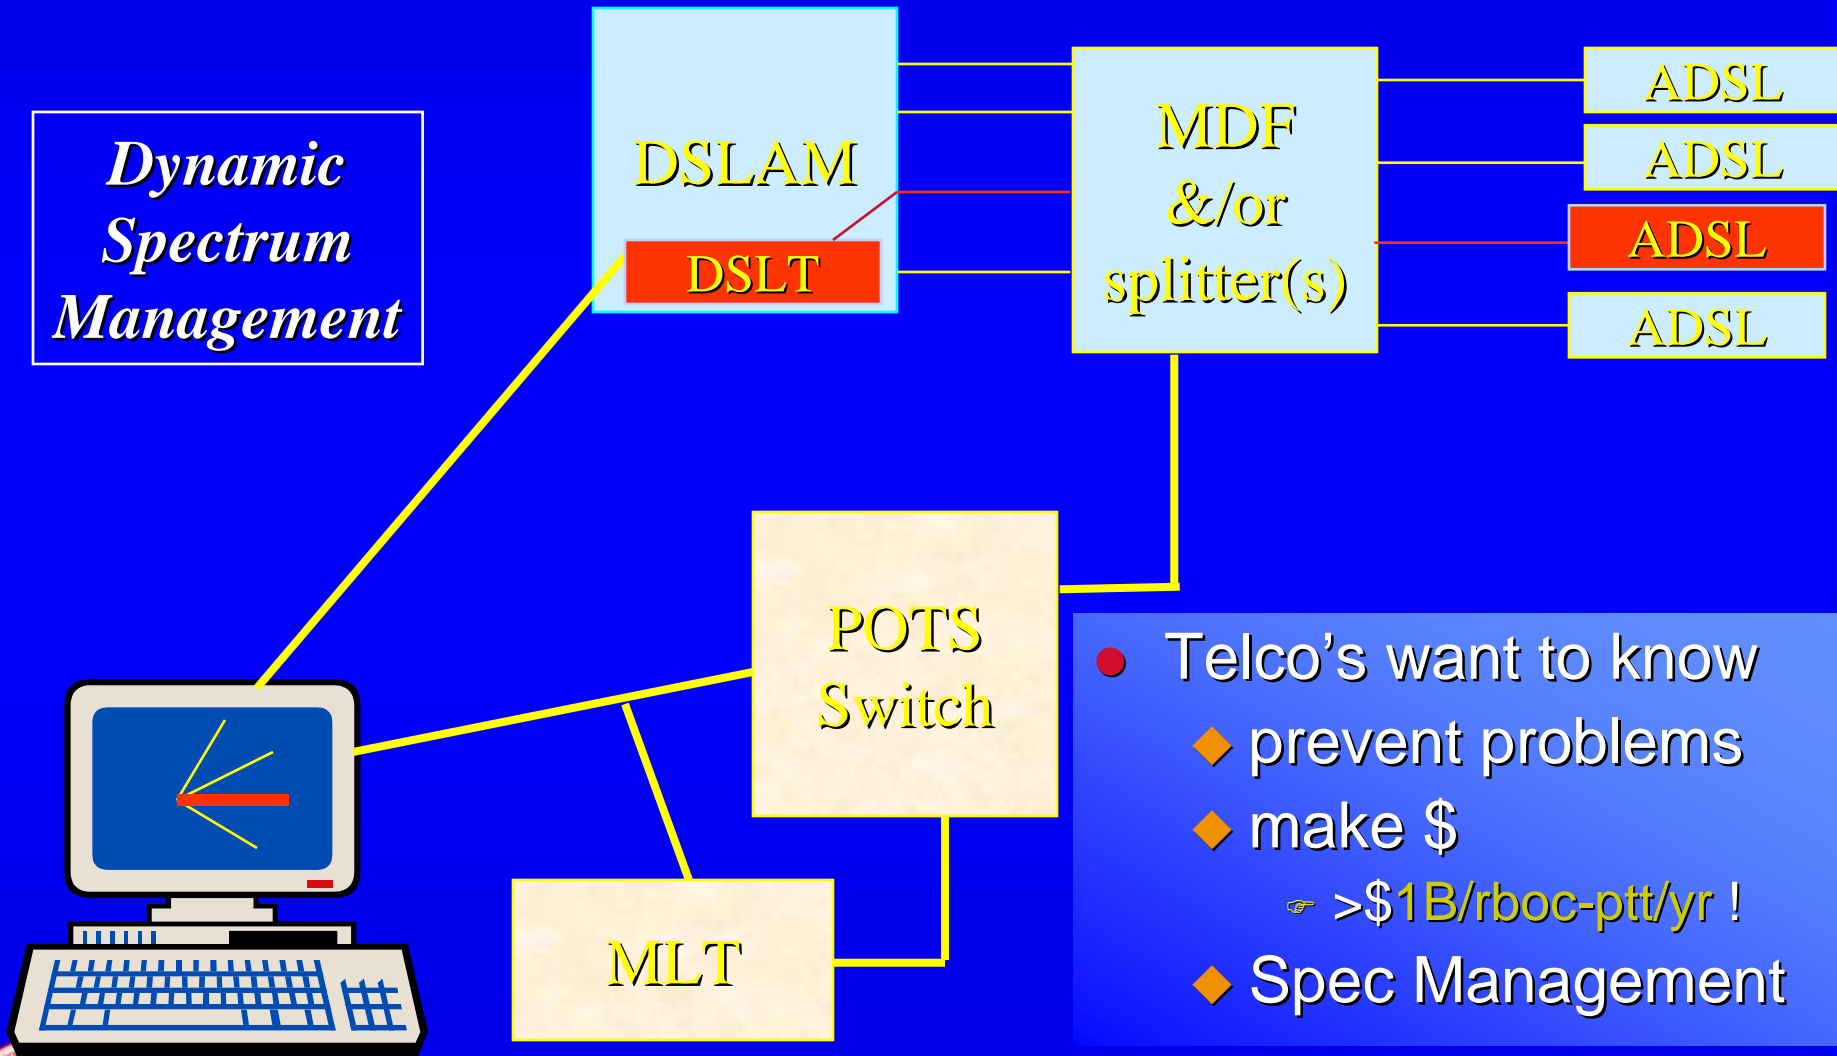 Dynamic
Spectrum
Management
DSLAM
DSLT
MDF
&/or
splitter(s)
ADSL
ADSL
ADSL
ADSL
POTS
Switch
MLT
Telco's want to know
prevent problems
make $
>$1B/rboc-ptt/yr !
Spec Management